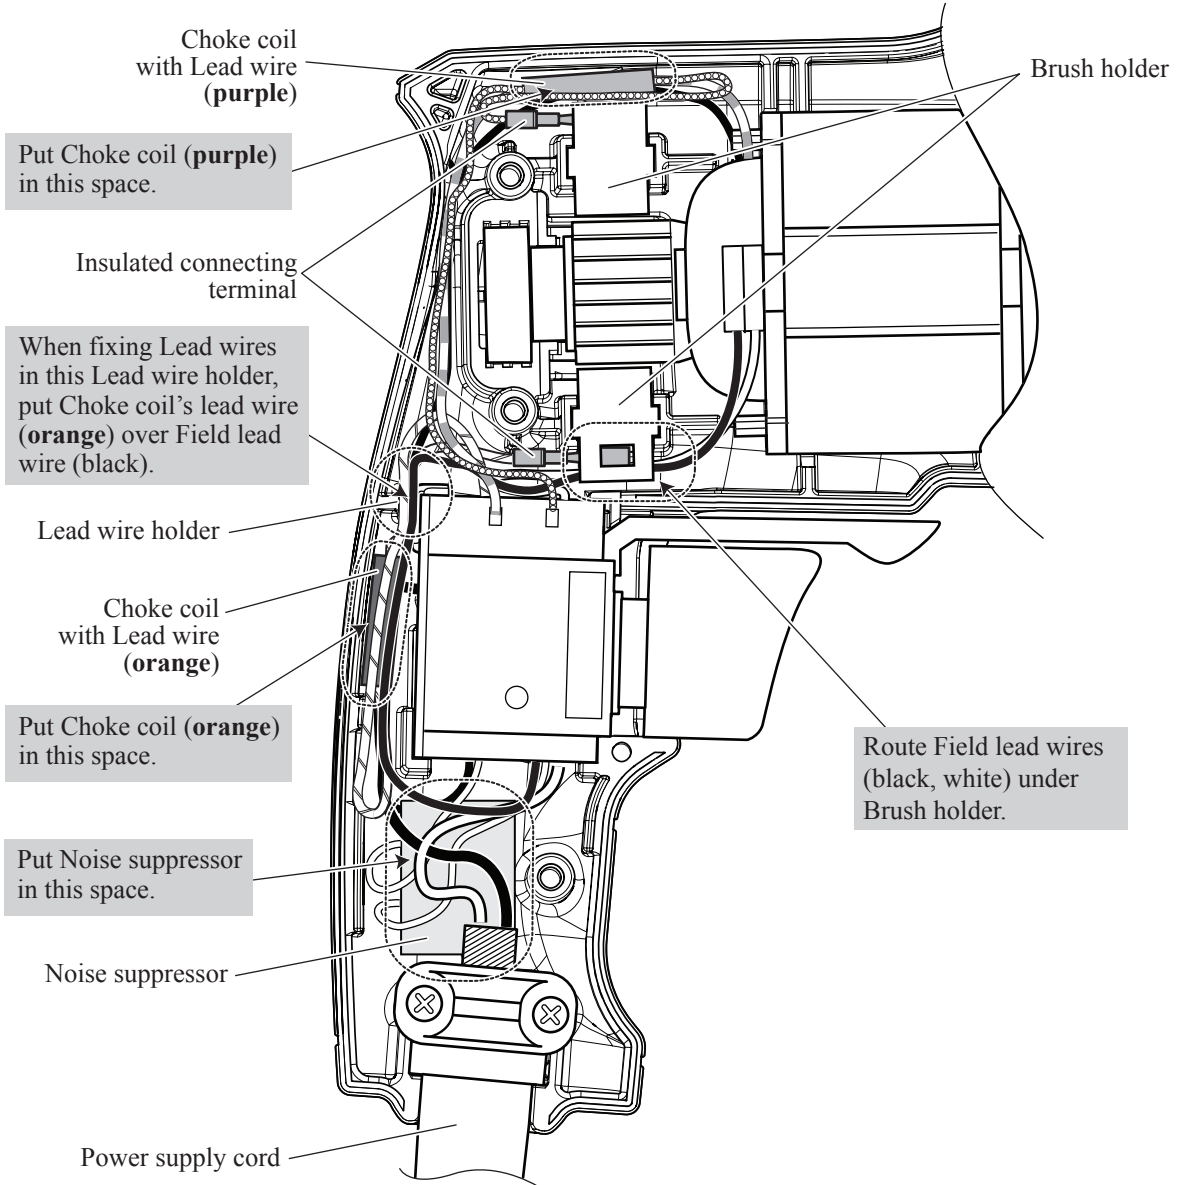 Choke coil
with Lead wire
(purple)
Brush holder
Put Choke coil (purple)
in this space.
Insulated connecting
terminal
When fixing Lead wires
in this Lead wire holder,
put Choke coil’s lead wire
(orange) over Field lead
wire (black).
Lead wire holder
Choke coil
with Lead wire
(orange)
Put Choke coil (orange)
in this space.
Route Field lead wires
(black, white) under
Brush holder.
Put Noise suppressor
in this space.
Noise suppressor
Power supply cord